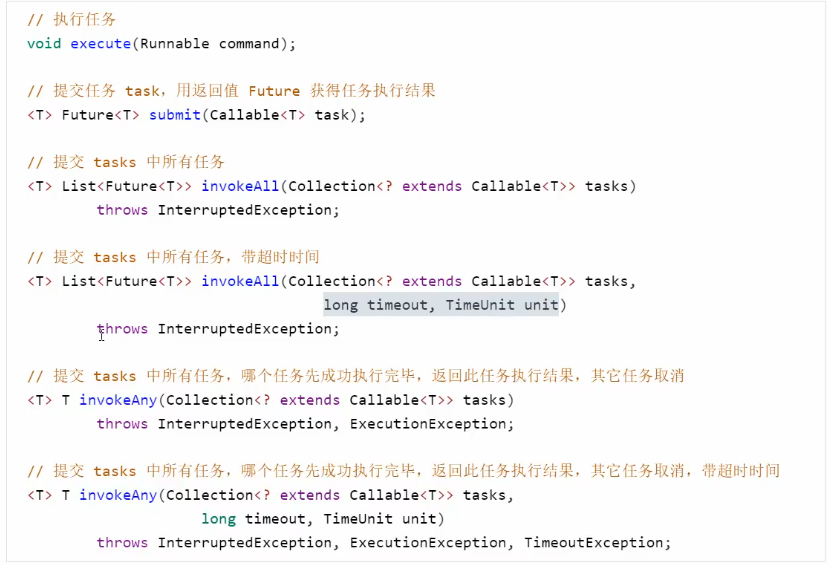 // 执行任务
void execute(Runnable command);
// 提交任务 task，用返回值 Future 获得任务执行结果
<T> Future<T> submit(Callable<T> task);
// 提交 tasks 中所有任务
<T> List<Future<T>> invokeAll(Collection<? extends Callable<T>> tasks)
throws InterruptedException;
// 提交 tasks 中所有任务，带超时时间
<T> List<Future<T>> invokeAll(Collection<? extends Callable<T>> tasks,
long timeout, TimeUnit unit)
throws InterruptedException;
// 提交 tasks 中所有任务，哪个任务先成功执行完毕，返回此任务执行结果，其它任务取消
<T> T invokeAny(Collection<? extends Callable<T>> tasks)
throws InterruptedException, ExecutionException;
// 提交 tasks 中所有任务，哪个任务先成功执行完毕，返回此任务执行结果，其它任务取消，带超时时间
<T> T invokeAny(Collection<? extends Callable<T>> tasks,
long timeout, TimeUnit unit)
throws InterruptedException, ExecutionException, TimeoutException;